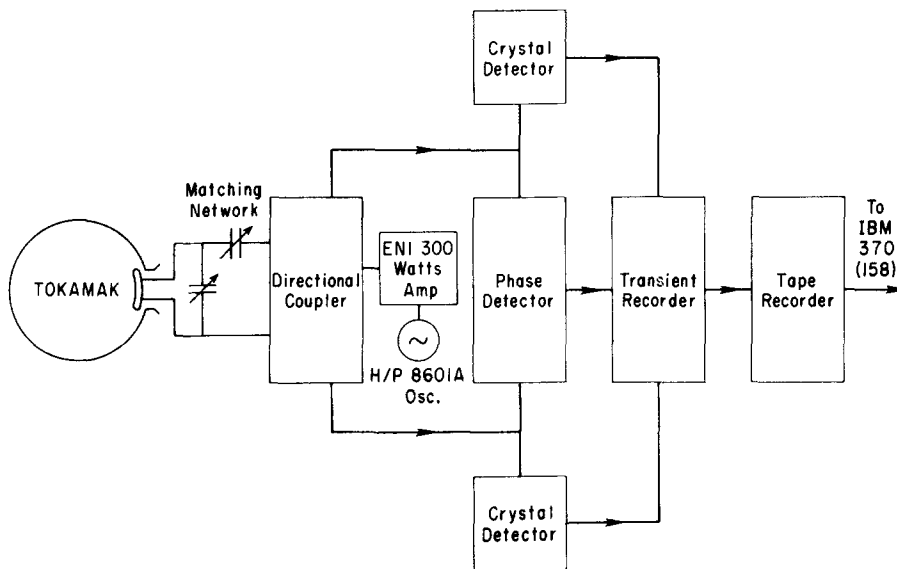 Crystal
Detector
Matching
Network
TOKAMAK
Directional
Coupler
ENI 300
Watts
Amp
~
H/P 8601A
Osc.
Phase
Detector
Transient
Recorder
Tape
Recorder
To
IBM
370
(158)
Crystal
Detector